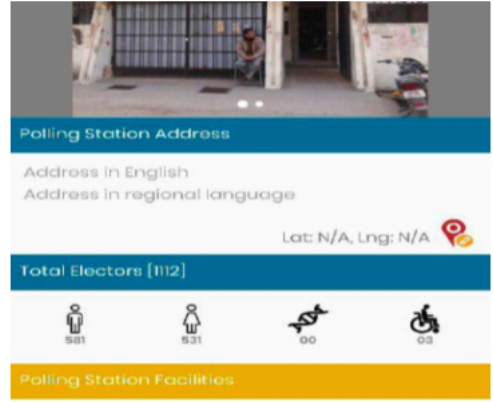 Polling Station Address
Address in English
Address in regional language
Lat: N/A, Lng: N/A
Total Electors [1112]
581 531 00 03
Polling Station Facilities